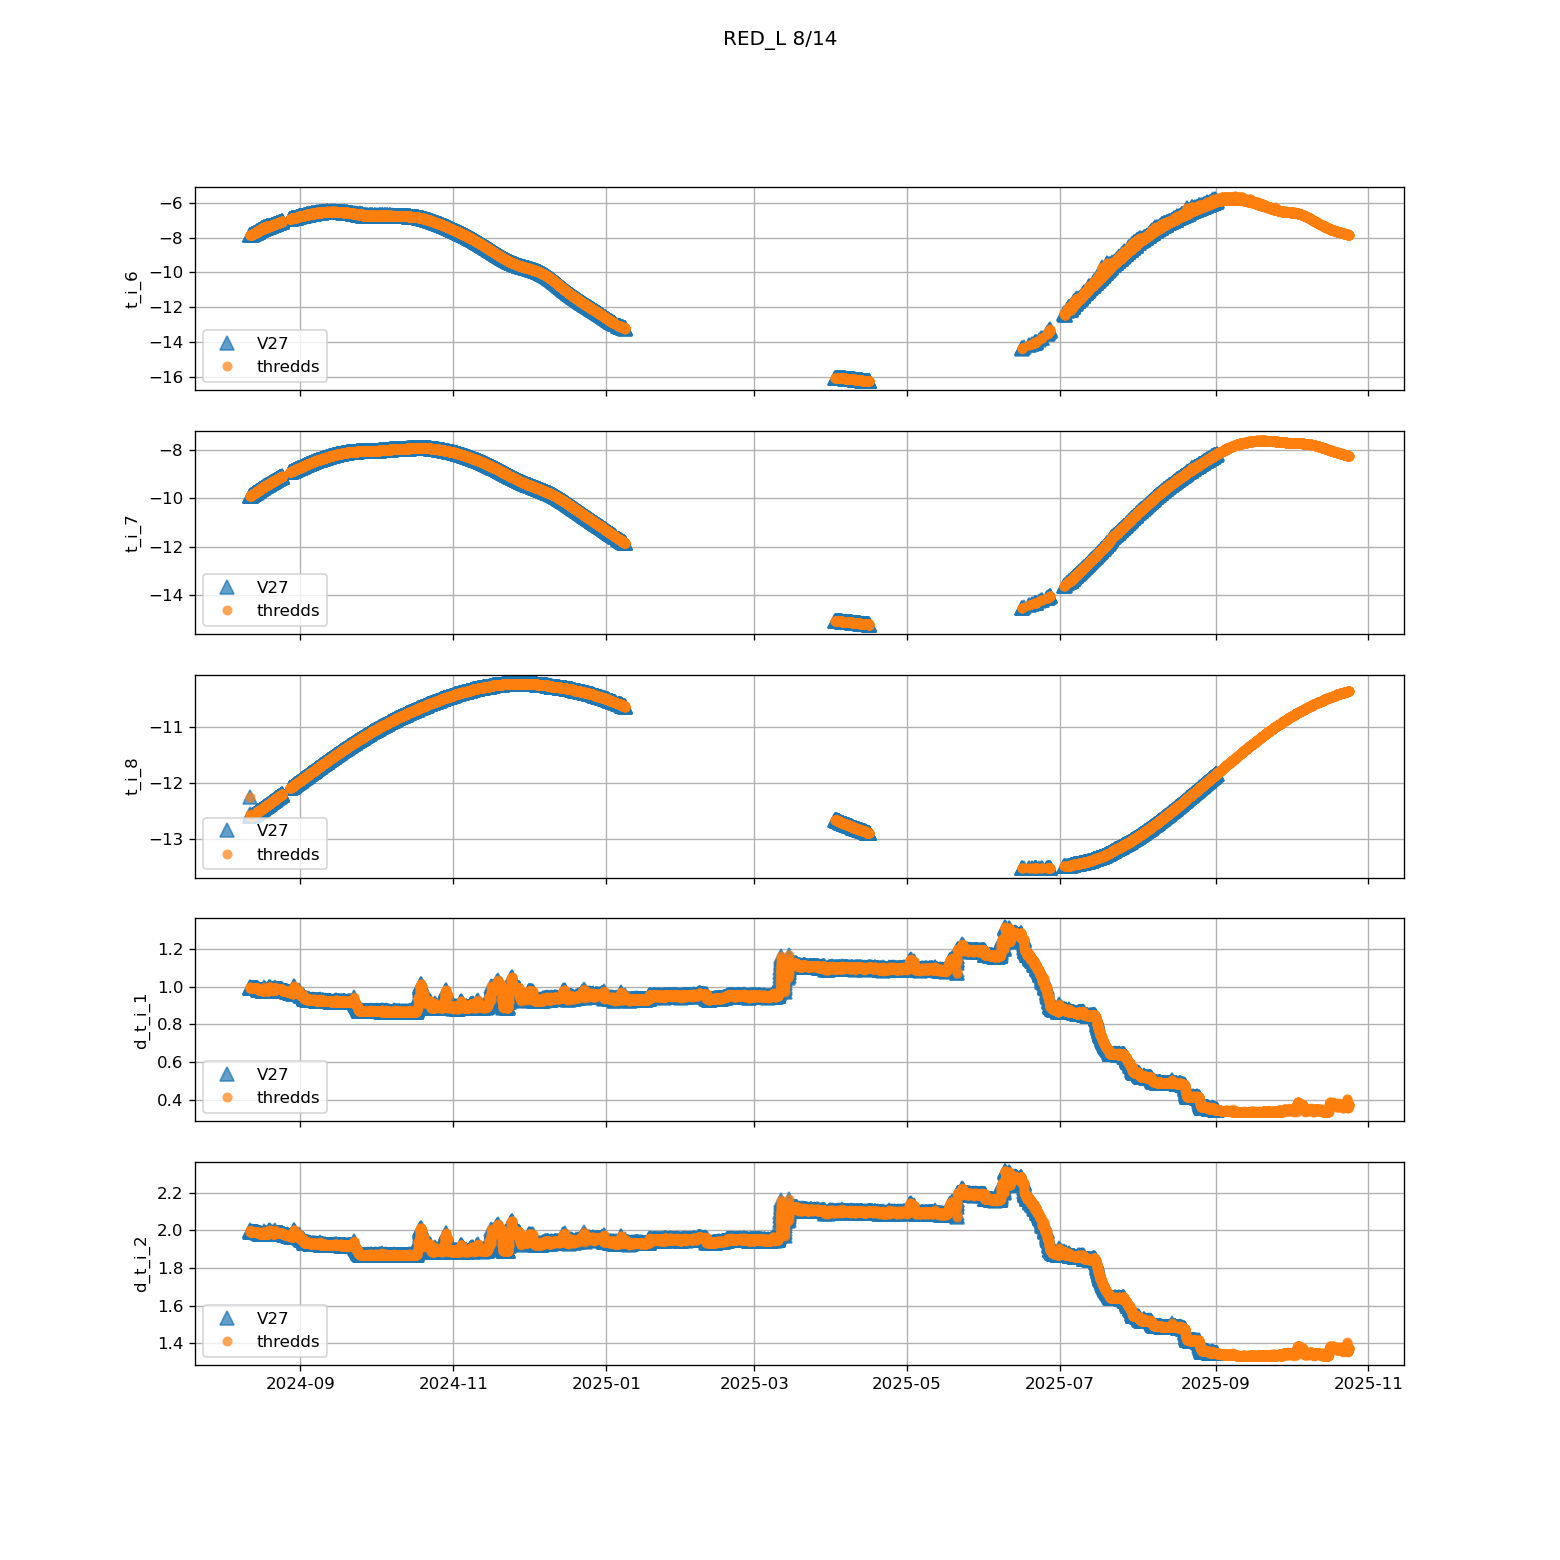 RED_L 8/14
−6
−8
−10
−12
−14
−16
t_i_6
V27
thredds
−8
−10
−12
−14
t_i_7
V27
thredds
−11
−12
−13
t_i_8
V27
thredds
1.2
1.0
0.8
0.6
0.4
d_t_i_1
V27
thredds
2.2
2.0
1.8
1.6
1.4
d_t_i_2
V27
thredds
2024-09 2024-11 2025-01 2025-03 2025-05 2025-07 2025-09 2025-11